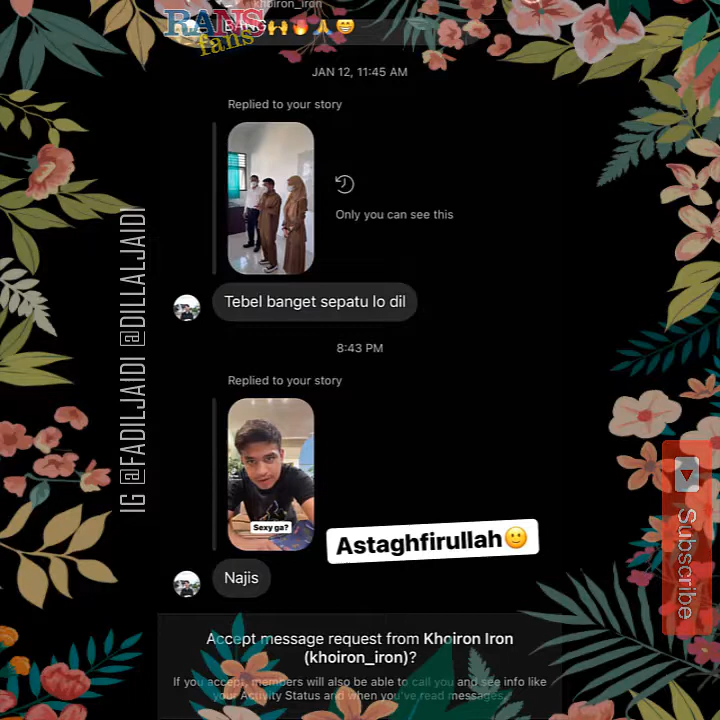 khoiron_iron
RANS
fans
JAN 12, 11:45 AM
Replied to your story
Only you can see this
Tebel banget sepatu lo dil
8:43 PM
Replied to your story
Sexy ga?
Astaghfirullah🙂
Najis
Accept message request from Khoiron Iron
(khoiron_iron)?
If you accept, members will also be able to call you and see info like
your Activity Status and when you've read messages.
IG @FADILJAIDI @DILLALJAIDI
Subscribe